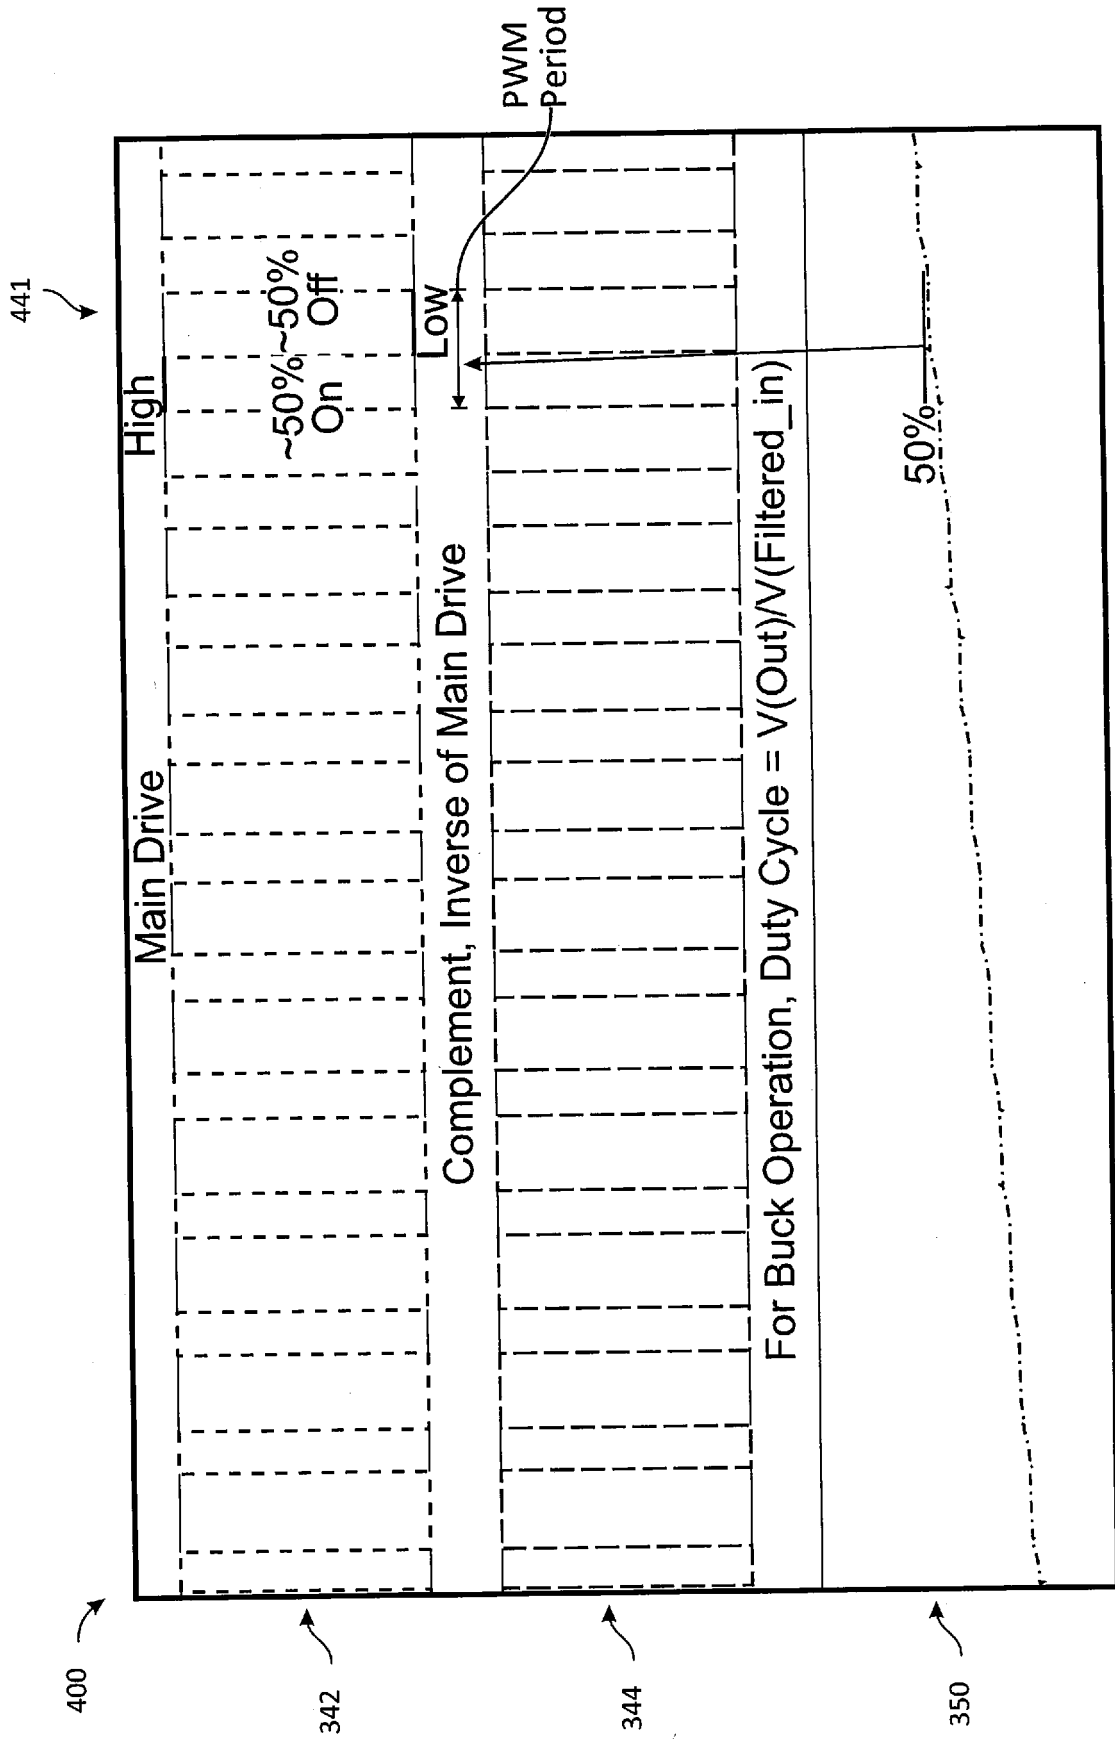 400
441
Main Drive
High
~50%
On
~50%
Off
342
Low
PWM
Period
Complement, Inverse of Main Drive
344
For Buck Operation, Duty Cycle = V(Out)/V(Filtered_in)
50%
350